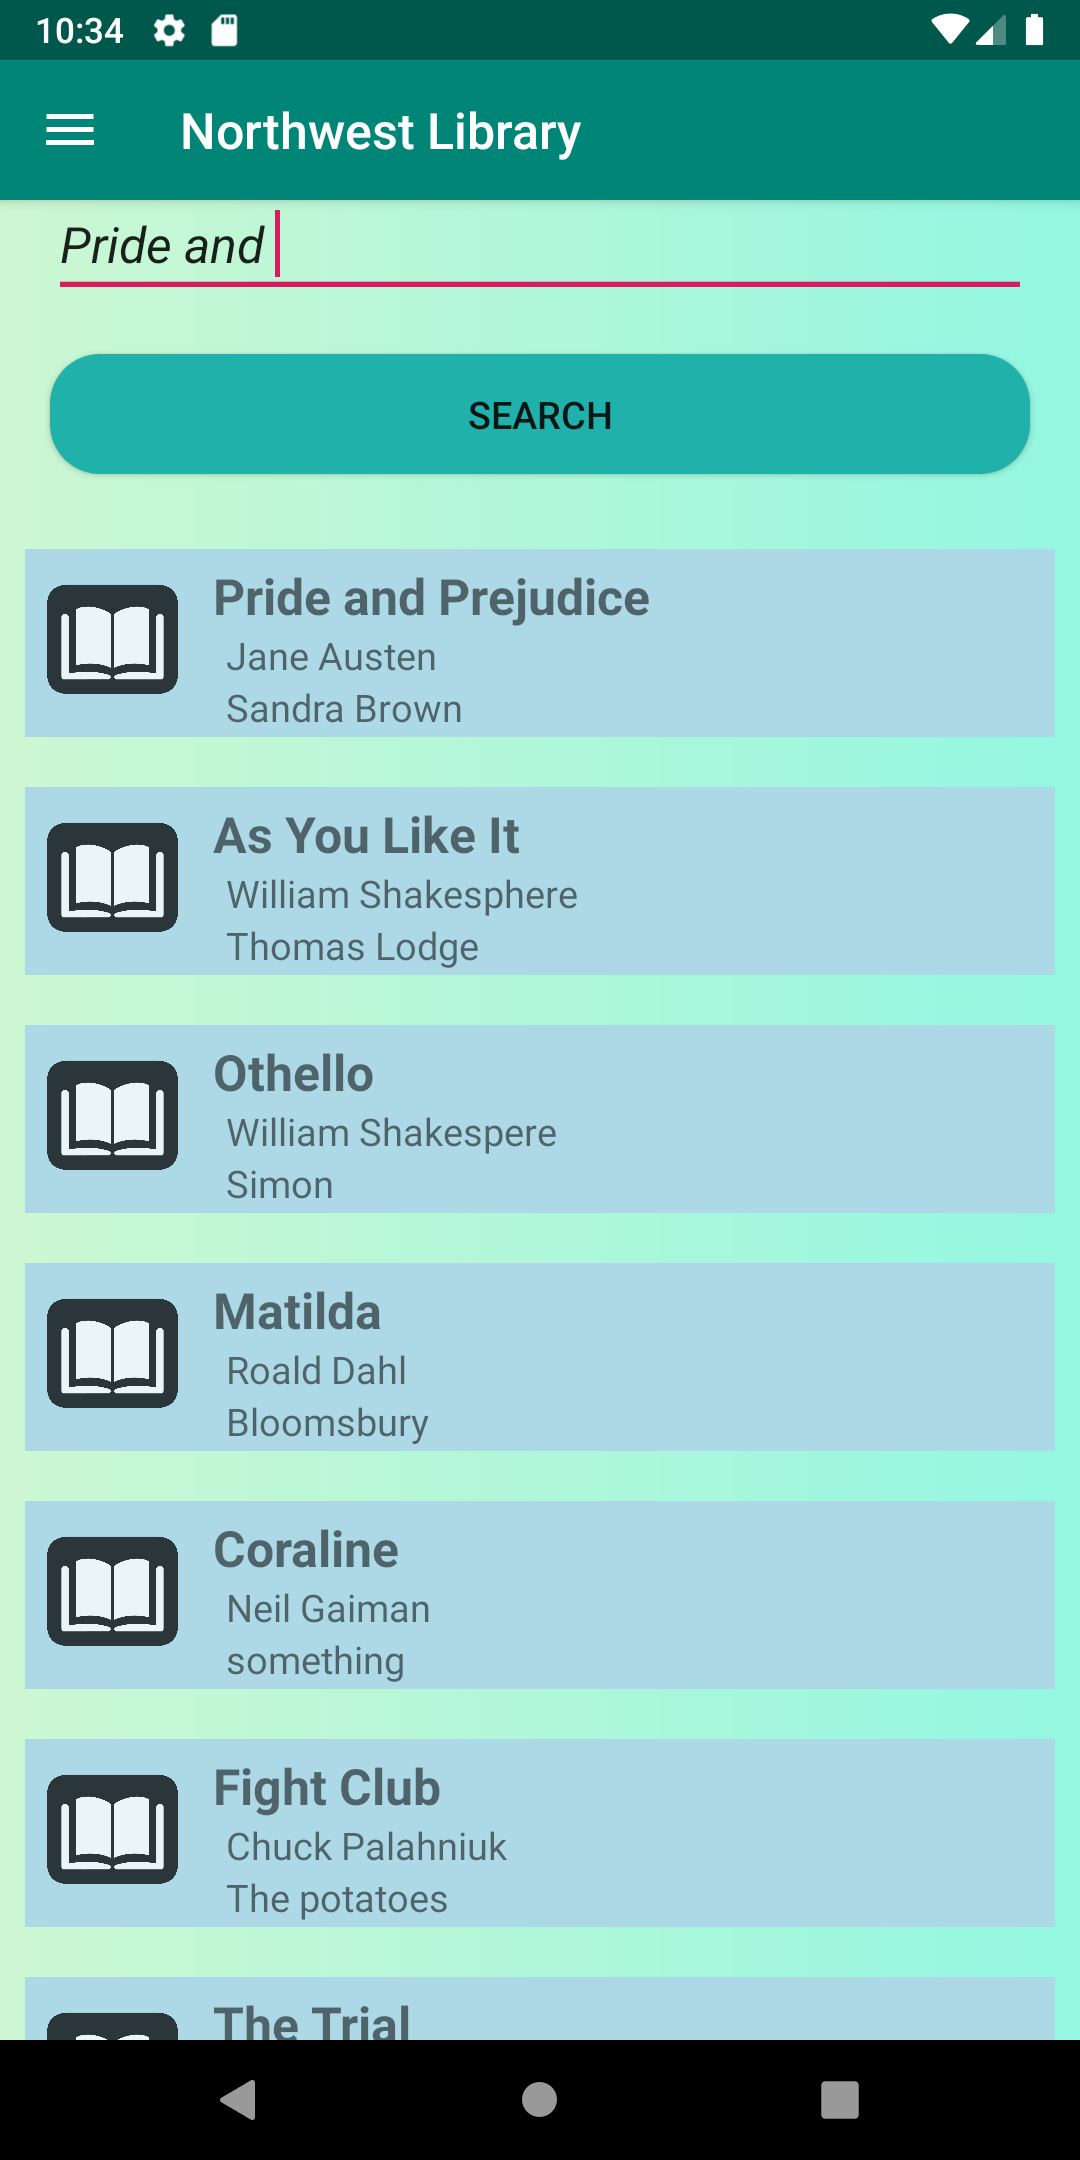 10:34
Northwest Library
Pride and
SEARCH
Pride and Prejudice
Jane Austen
Sandra Brown
As You Like It
William Shakesphere
Thomas Lodge
Othello
William Shakespere
Simon
Matilda
Roald Dahl
Bloomsbury
Coraline
Neil Gaiman
something
Fight Club
Chuck Palahniuk
The potatoes
The Trial